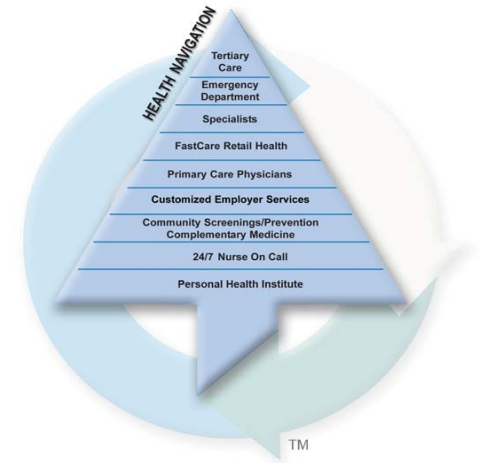 HEALTH NAVIGATION
Tertiary
Care
Emergency
Department
Specialists
FastCare Retail Health
Primary Care Physicians
Customized Employer Services
Community Screenings/Prevention
Complementary Medicine
24/7 Nurse On Call
Personal Health Institute
TM